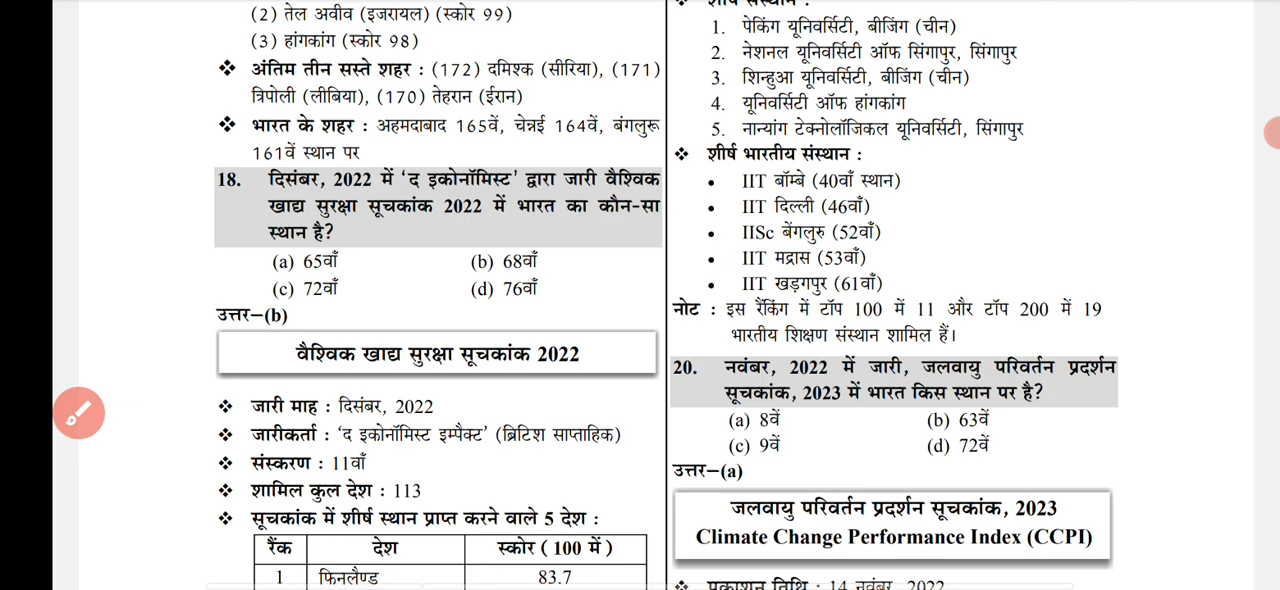 (2) तेल अवीव (इजरायल) (स्कोर 99)
(3) हांगकांग (स्कोर 98)
❖ अंतिम तीन सस्ते शहर : (172) दमिश्क (सीरिया), (171)
त्रिपोली (लीबिया), (170) तेहरान (ईरान)
❖ भारत के शहर : अहमदाबाद 165वें, चेन्नई 164वें, बंगलुरू
161वें स्थान पर
18. दिसंबर, 2022 में ‘द इकोनॉमिस्ट’ द्वारा जारी वैश्विक
खाद्य सुरक्षा सूचकांक 2022 में भारत का कौन-सा
स्थान है?
(a) 65वाँ (b) 68वाँ
(c) 72वाँ (d) 76वाँ
उत्तर–(b)
वैश्विक खाद्य सुरक्षा सूचकांक 2022
❖ जारी माह : दिसंबर, 2022
❖ जारीकर्ता : ‘द इकोनॉमिस्ट इम्पैक्ट’ (ब्रिटिश साप्ताहिक)
❖ संस्करण : 11वाँ
❖ शामिल कुल देश : 113
❖ सूचकांक में शीर्ष स्थान प्राप्त करने वाले 5 देश :
रैंक देश स्कोर (100 में)
1 फिनलैण्ड 83.7
❖ शीर्ष संस्थान :
1. पेकिंग यूनिवर्सिटी, बीजिंग (चीन)
2. नेशनल यूनिवर्सिटी ऑफ सिंगापुर, सिंगापुर
3. शिन्हुआ यूनिवर्सिटी, बीजिंग (चीन)
4. यूनिवर्सिटी ऑफ हांगकांग
5. नान्यांग टेक्नोलॉजिकल यूनिवर्सिटी, सिंगापुर
❖ शीर्ष भारतीय संस्थान :
• IIT बॉम्बे (40वाँ स्थान)
• IIT दिल्ली (46वाँ)
• IISc बेंगलुरु (52वाँ)
• IIT मद्रास (53वाँ)
• IIT खड़गपुर (61वाँ)
नोट : इस रैंकिंग में टॉप 100 में 11 और टॉप 200 में 19
भारतीय शिक्षण संस्थान शामिल हैं।
20. नवंबर, 2022 में जारी, जलवायु परिवर्तन प्रदर्शन
सूचकांक, 2023 में भारत किस स्थान पर है?
(a) 8वें (b) 63वें
(c) 9वें (d) 72वें
उत्तर–(a)
जलवायु परिवर्तन प्रदर्शन सूचकांक, 2023
Climate Change Performance Index (CCPI)
❖ प्रकाशन तिथि : 14 नवंबर, 2022